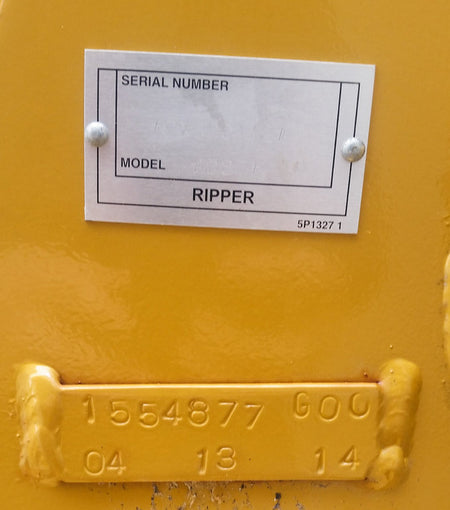 SERIAL NUMBER
MODEL
RIPPER
5P1327 1
1554877 G00
04 13 14